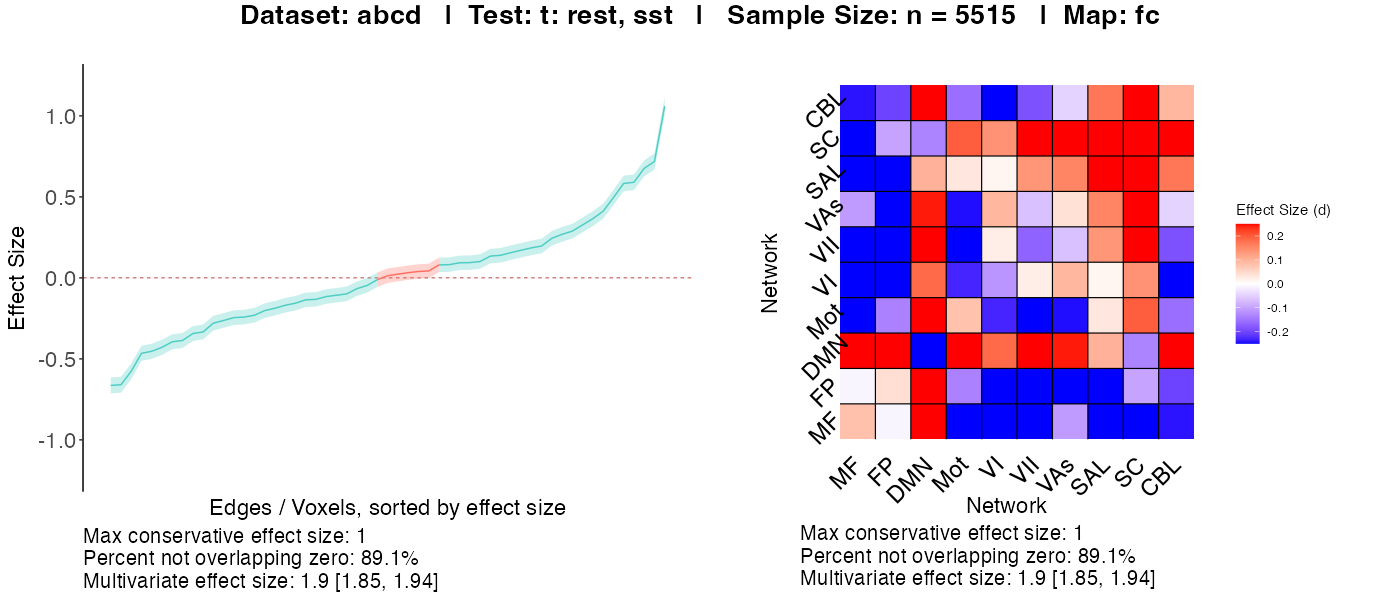 Dataset: abcd | Test: t: rest, sst | Sample Size: n = 5515 | Map: fc
Effect Size
1.0
0.5
0.0
-0.5
-1.0
Edges / Voxels, sorted by effect size
Max conservative effect size: 1
Percent not overlapping zero: 89.1%
Multivariate effect size: 1.9 [1.85, 1.94]
Network
CBL
SC
SAL
VAs
VII
VI
Mot
DMN
FP
MF
MF FP DMN Mot VI VII VAs SAL SC CBL
Network
Effect Size (d)
0.2
0.1
0.0
-0.1
-0.2
Max conservative effect size: 1
Percent not overlapping zero: 89.1%
Multivariate effect size: 1.9 [1.85, 1.94]